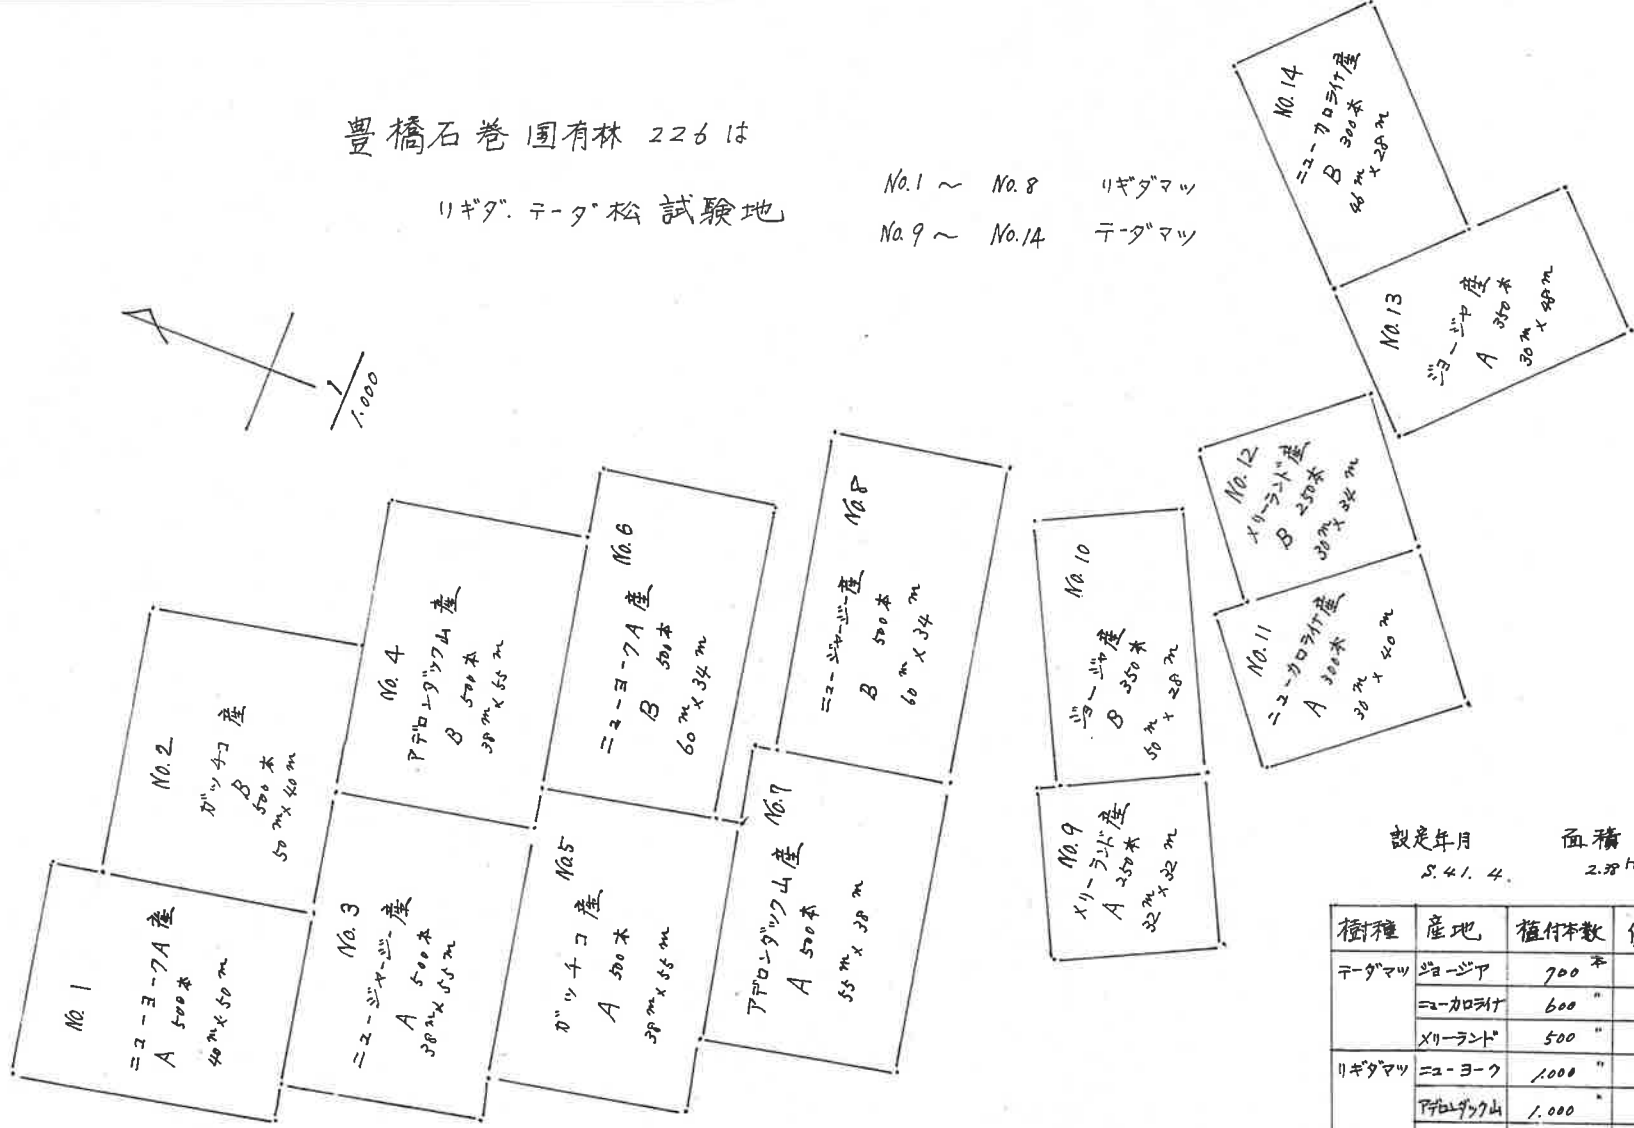 豊橋石巻国有林 226は
リギダ.テーダ松試験地
No.1 ～ No.8 リギダマツ
No.9 ～ No.14 テーダマツ
1/1.000
No.14
ニューカロライナ産
B 300本
46m×28m
No.13
ジョージヤ産
A 350本
30m×48m
No.12
メリーランド産
B 250本
30m×34m
No.11
ニューカロライナ産
A 300本
30m×40m
No.10
ジョージヤ産
B 350本
50m×28m
No.9
メリーランド産
A 250本
32m×32m
No.8
ニュージャージー産
B 500本
60m×34m
No.7
アデロンダック山産
A 500本
55m×38m
No.6
ニューヨークA産
B 500本
60m×34m
No.5
ガッチコ産
A 500本
38m×55m
No.4
アデロンダック山産
B 500本
38m×55m
No.3
ニュージャージー産
A 500本
38m×55m
No.2
ガッチコ産
B
500本
50m×40m
No.1
ニューヨークA産
A 500本
40m×50m
設定年月 面積
S.41.4. 2.38
樹種 産地 植付本数
テーダマツ ジョージア 700本
ニューカロライナ 600〃
メリーランド 500〃
リギダマツ ニューヨーク 1.000〃
アデロンダック山 1.000〃